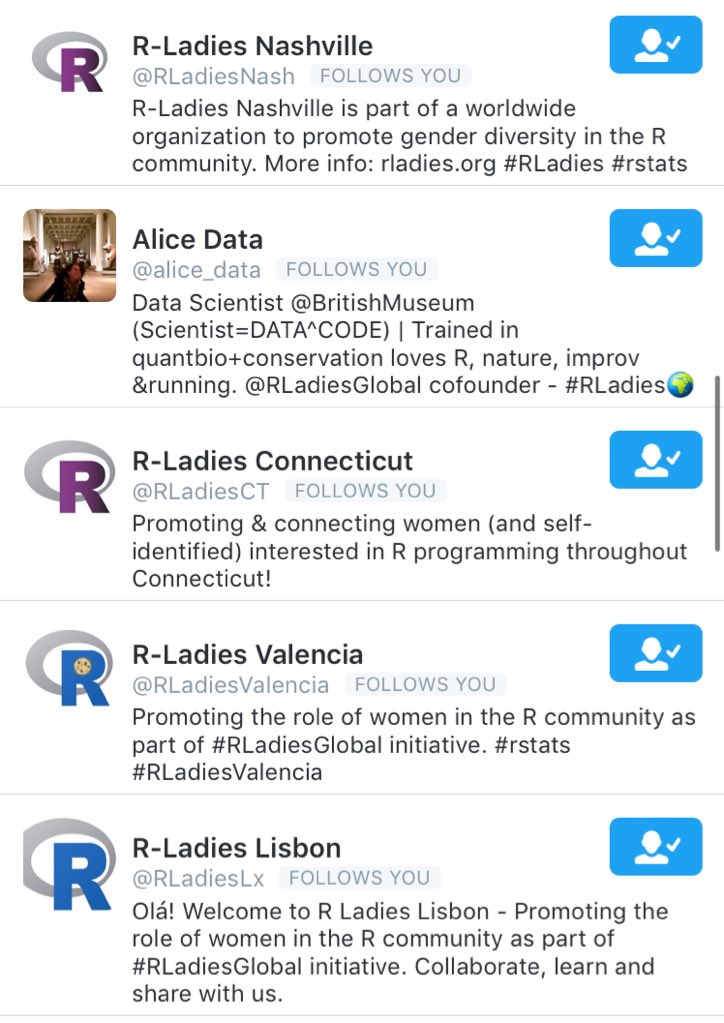 R-Ladies Nashville
@RLadiesNash FOLLOWS YOU
R-Ladies Nashville is part of a worldwide
organization to promote gender diversity in the R
community. More info: rladies.org #RLadies #rstats
Alice Data
@alice_data FOLLOWS YOU
Data Scientist @BritishMuseum
(Scientist=DATA^CODE) | Trained in
quantbio+conservation loves R, nature, improv
&running. @RLadiesGlobal cofounder - #RLadies🌍
R-Ladies Connecticut
@RLadiesCT FOLLOWS YOU
Promoting & connecting women (and self-
identified) interested in R programming throughout
Connecticut!
R-Ladies Valencia
@RLadiesValencia FOLLOWS YOU
Promoting the role of women in the R community as
part of #RLadiesGlobal initiative. #rstats
#RLadiesValencia
R-Ladies Lisbon
@RLadiesLx FOLLOWS YOU
Olá! Welcome to R Ladies Lisbon - Promoting the
role of women in the R community as part of
#RLadiesGlobal initiative. Collaborate, learn and
share with us.